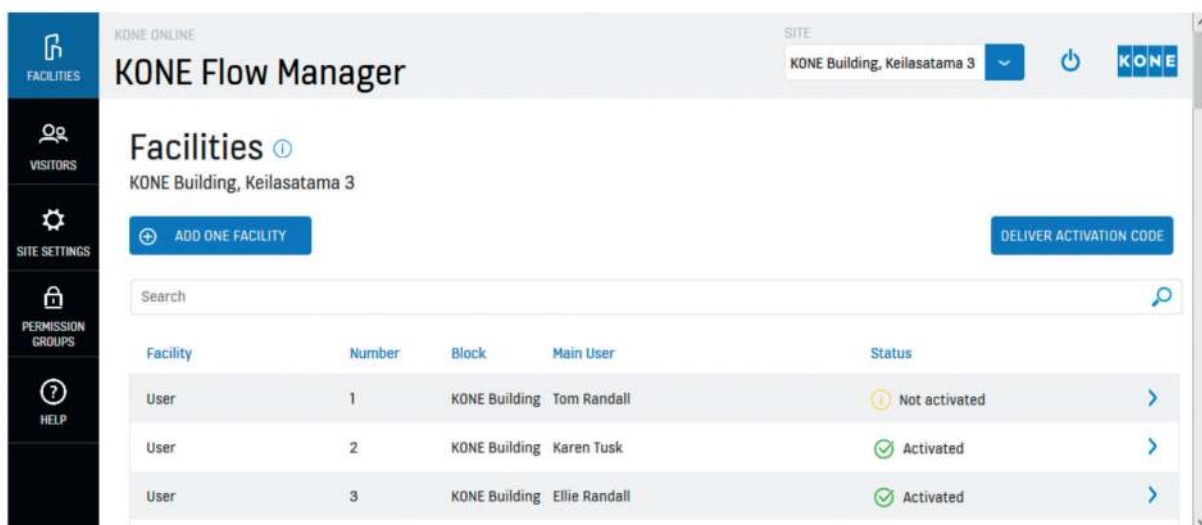 FACILITIES
VISITORS
SITE SETTINGS
PERMISSION
GROUPS
HELP
KONE ONLINE
KONE Flow Manager
SITE
KONE Building, Keilasatama 3
KONE
Facilities
KONE Building, Keilasatama 3
ADD ONE FACILITY
DELIVER ACTIVATION CODE
Search
Facility Number Block Main User Status
User 1 KONE Building Tom Randall Not activated
User 2 KONE Building Karen Tusk Activated
User 3 KONE Building Ellie Randall Activated